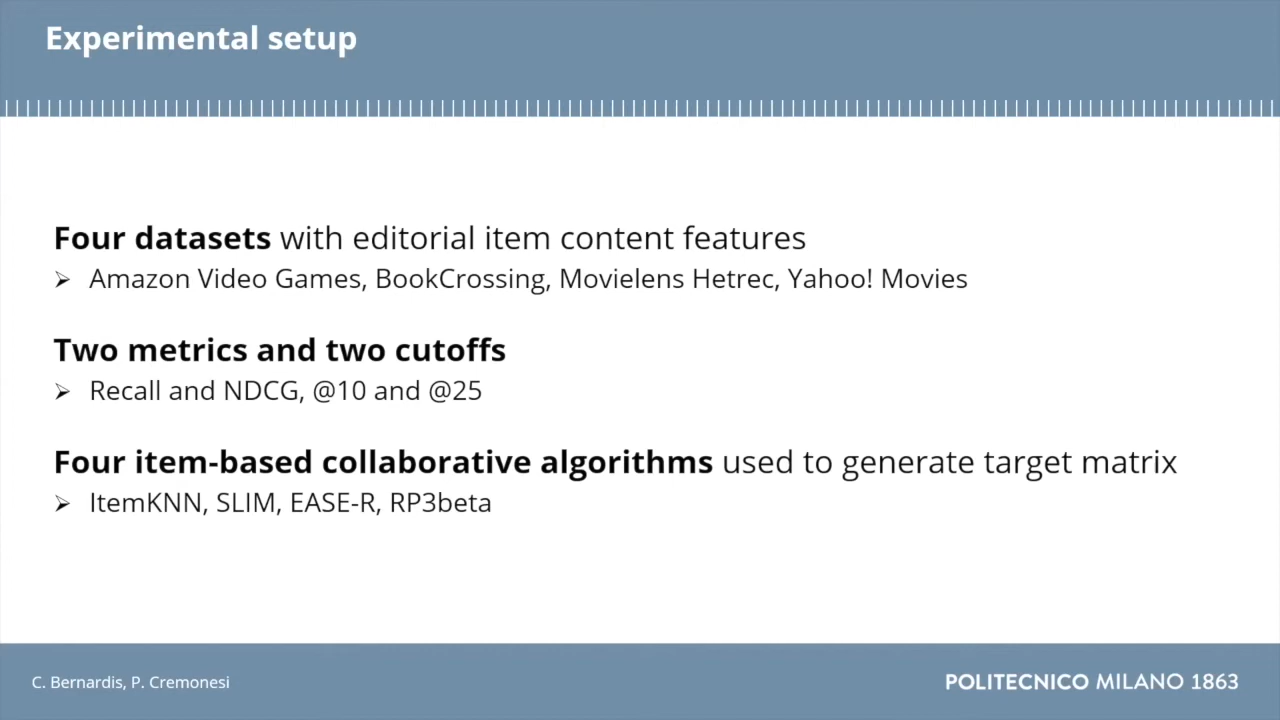 Experimental setup
Four datasets with editorial item content features
➢ Amazon Video Games, BookCrossing, Movielens Hetrec, Yahoo! Movies
Two metrics and two cutoffs
➢ Recall and NDCG, @10 and @25
Four item-based collaborative algorithms used to generate target matrix
➢ ItemKNN, SLIM, EASE-R, RP3beta
C. Bernardis, P. Cremonesi
POLITECNICO MILANO 1863